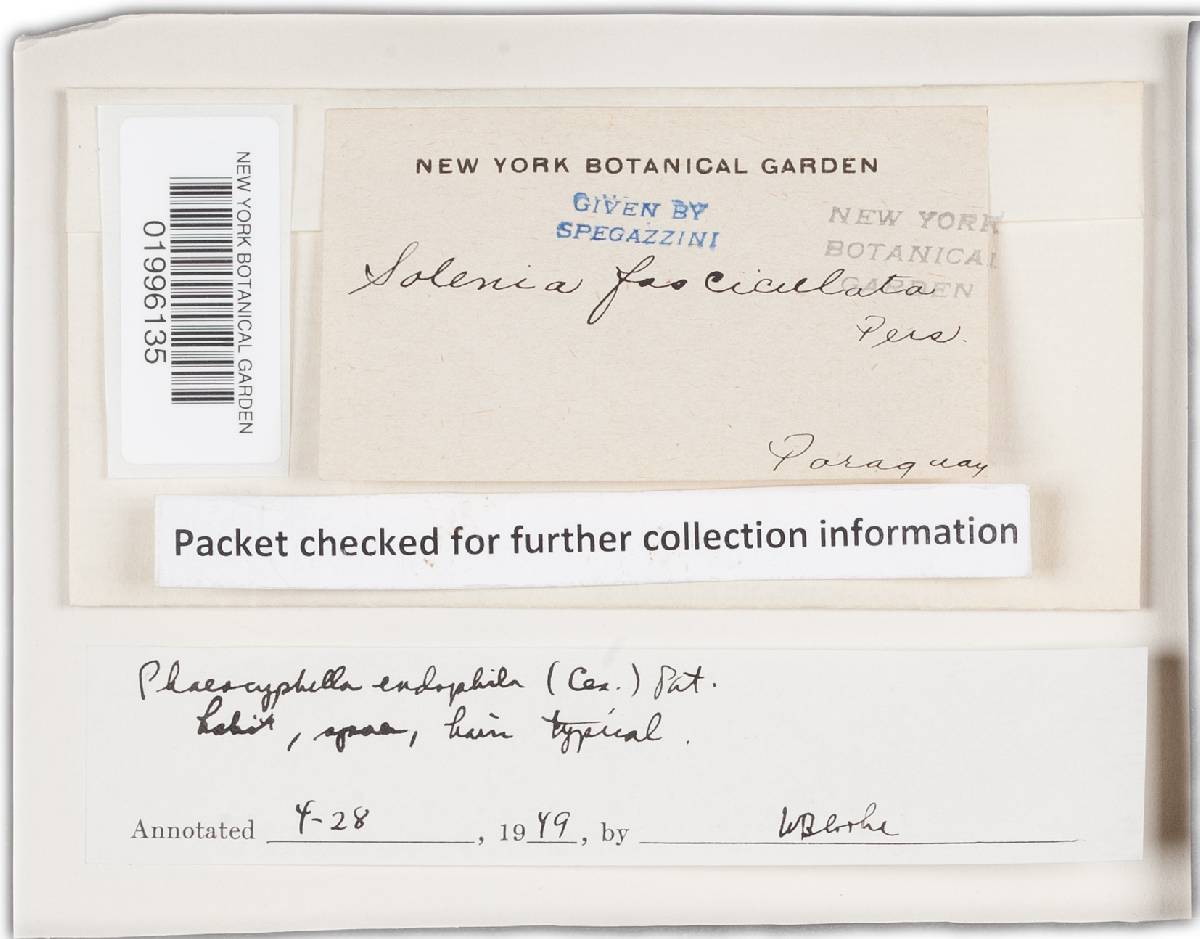 NEW YORK BOTANICAL GARDEN
01996135
NEW YORK BOTANICAL GARDEN
GIVEN BY
SPEGAZZINI
NEW YORK
BOTANICAL
GARDEN
Solenia fasciculata
Pers.
Paraguay
Packet checked for further collection information
Phaeocyphella endophila (Ces.) Pat.
habit, spores, hairs typical.
Annotated 4-28, 1949, by WBCooke